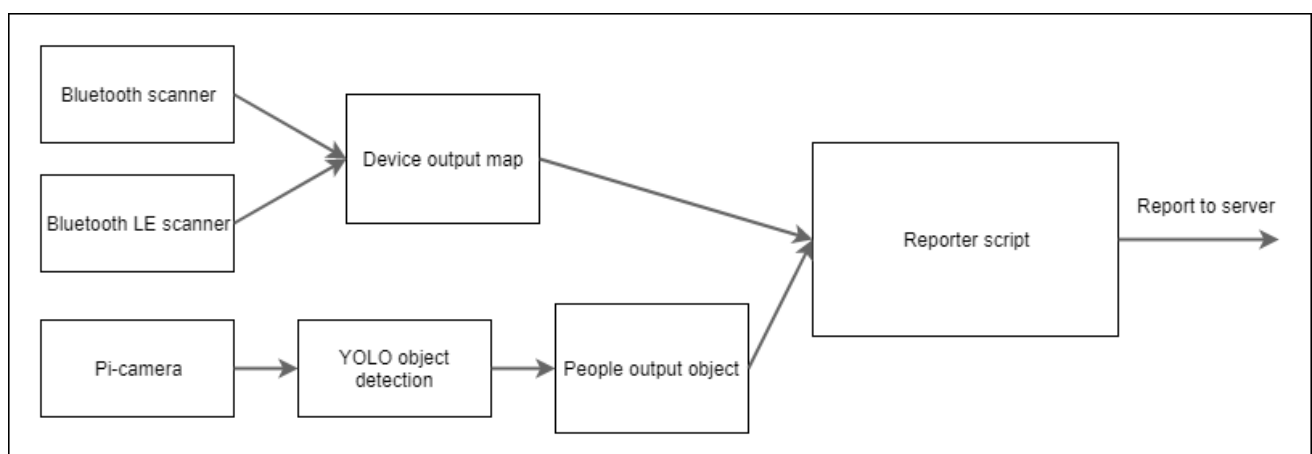 Bluetooth scanner
Bluetooth LE scanner
Device output map
Pi-camera
YOLO object
detection
People output object
Reporter script
Report to server